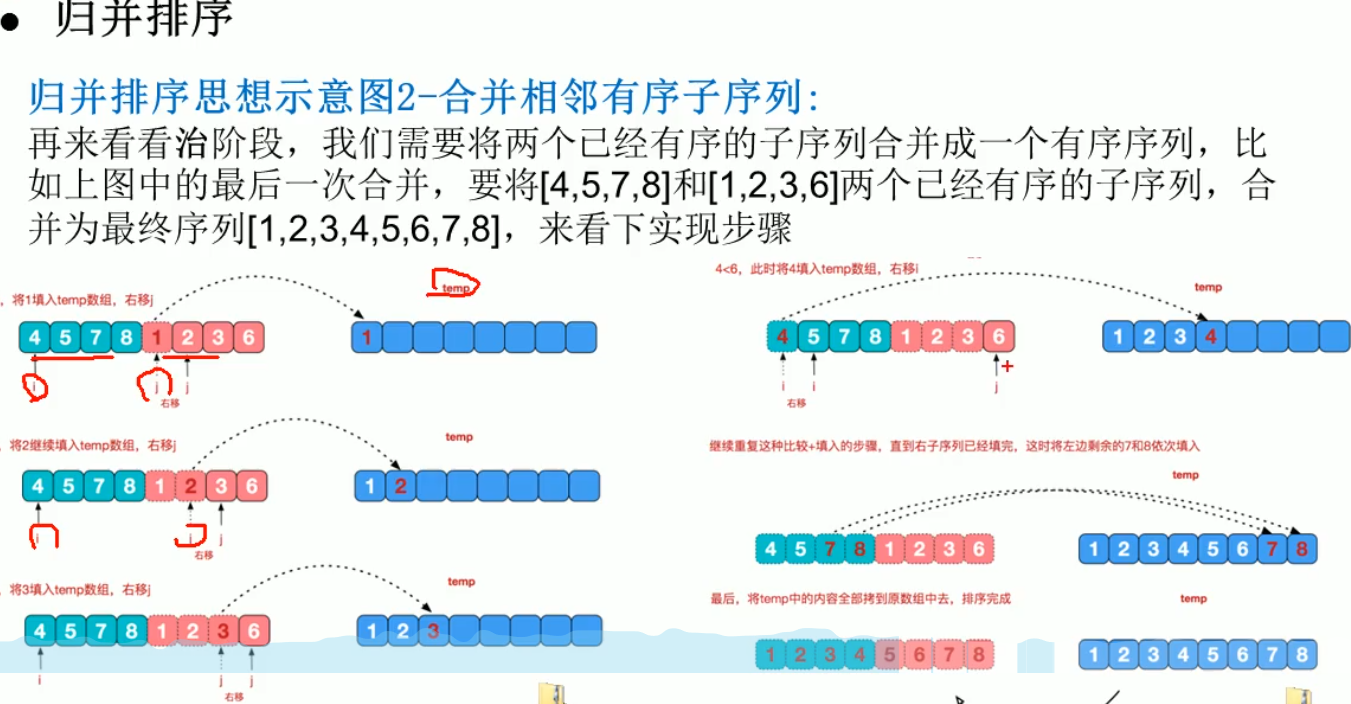 归并排序
归并排序思想示意图2-合并相邻有序子序列:
再来看看治阶段，我们需要将两个已经有序的子序列合并成一个有序序列，比
如上图中的最后一次合并，要将[4,5,7,8]和[1,2,3,6]两个已经有序的子序列，合
并为最终序列[1,2,3,4,5,6,7,8]，来看下实现步骤
，将1填入temp数组，右移j
temp
4 5 7 8 1 2 3 6
1
i j j
右移
，将2继续填入temp数组，右移j
temp
4 5 7 8 1 2 3 6
1 2
i j j
右移
，将3填入temp数组，右移j
temp
4 5 7 8 1 2 3 6
1 2 3
i j j
右移
4<6，此时将4填入temp数组，右移i
temp
4 5 7 8 1 2 3 6
1 2 3 4
i i j
右移
继续重复这种比较+填入的步骤，直到右子序列已经填完，这时将左边剩余的7和8依次填入
temp
4 5 7 8 1 2 3 6
1 2 3 4 5 6 7 8
最后，将temp中的内容全部拷到原数组中去，排序完成
temp
1 2 3 4 5 6 7 8
1 2 3 4 5 6 7 8